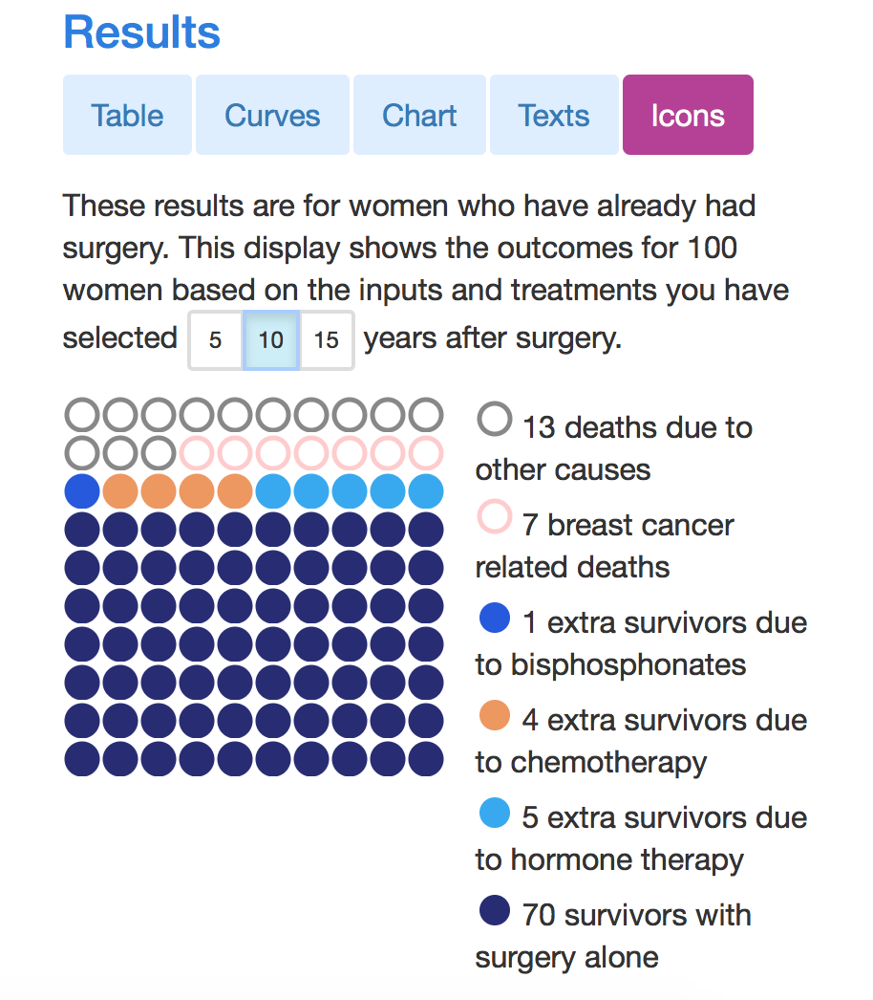 Results
Table Curves Chart Texts Icons
These results are for women who have already had
surgery. This display shows the outcomes for 100
women based on the inputs and treatments you have
selected 5 10 15 years after surgery.
13 deaths due to
other causes
7 breast cancer
related deaths
1 extra survivors due
to bisphosphonates
4 extra survivors due
to chemotherapy
5 extra survivors due
to hormone therapy
70 survivors with
surgery alone